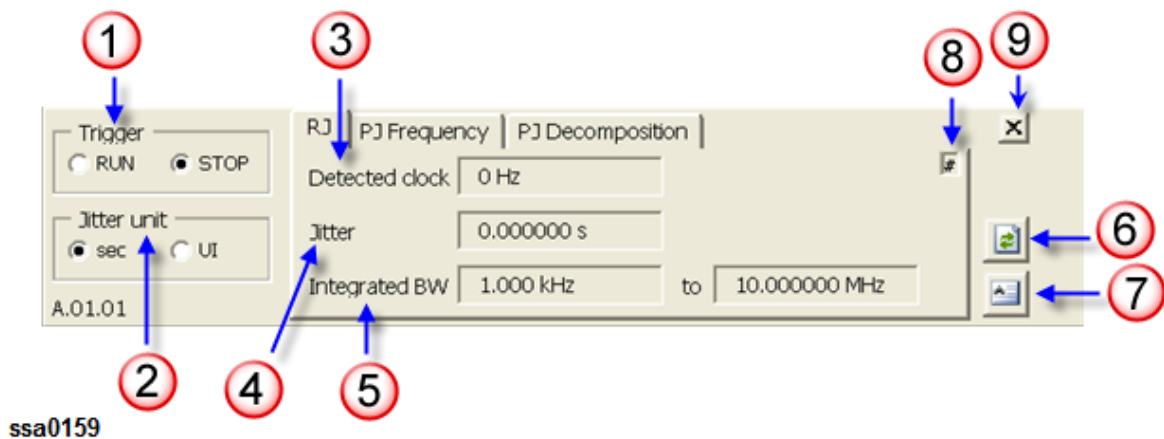 1
3
8
9
Trigger
RUN STOP
RJ PJ Frequency PJ Decomposition
×
#
Detected clock 0 Hz
Jitter unit
sec UI
Jitter 0.000000 s
6
Integrated BW 1.000 kHz to 10.000000 MHz
A
7
A.01.01
2
4
5
ssa0159